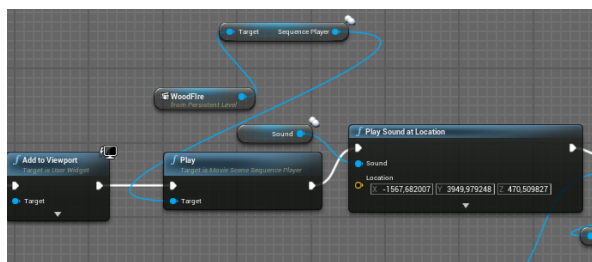 Target Sequence Player
WoodFIre
from Persistent Level
Sound
f Add to Viewport
Target is User Widget
Target
f Play
Target is Movie Scene Sequence Player
Target
f Play Sound at Location
Sound
Location
X -1567,682007 Y 3949,979248 Z 470,509827